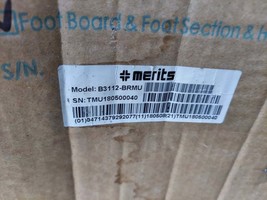 Foot Board & Foot Section & H
S/N.
merits
Model: B3112-BRMU
SN: TMU180500040
(01)04714379292077(11)180508(21)TMU180500040